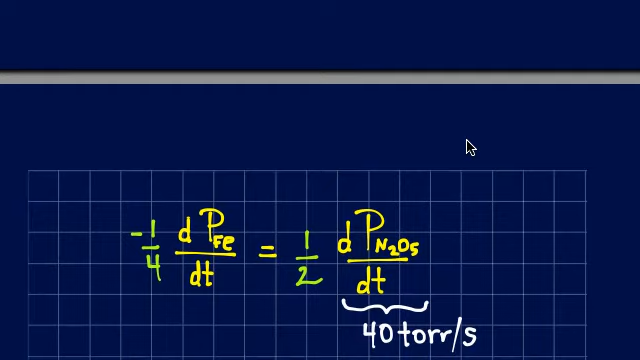 -1/4 dP_Fe/dt = 1/2 dP_N2O5/dt
40 torr/s